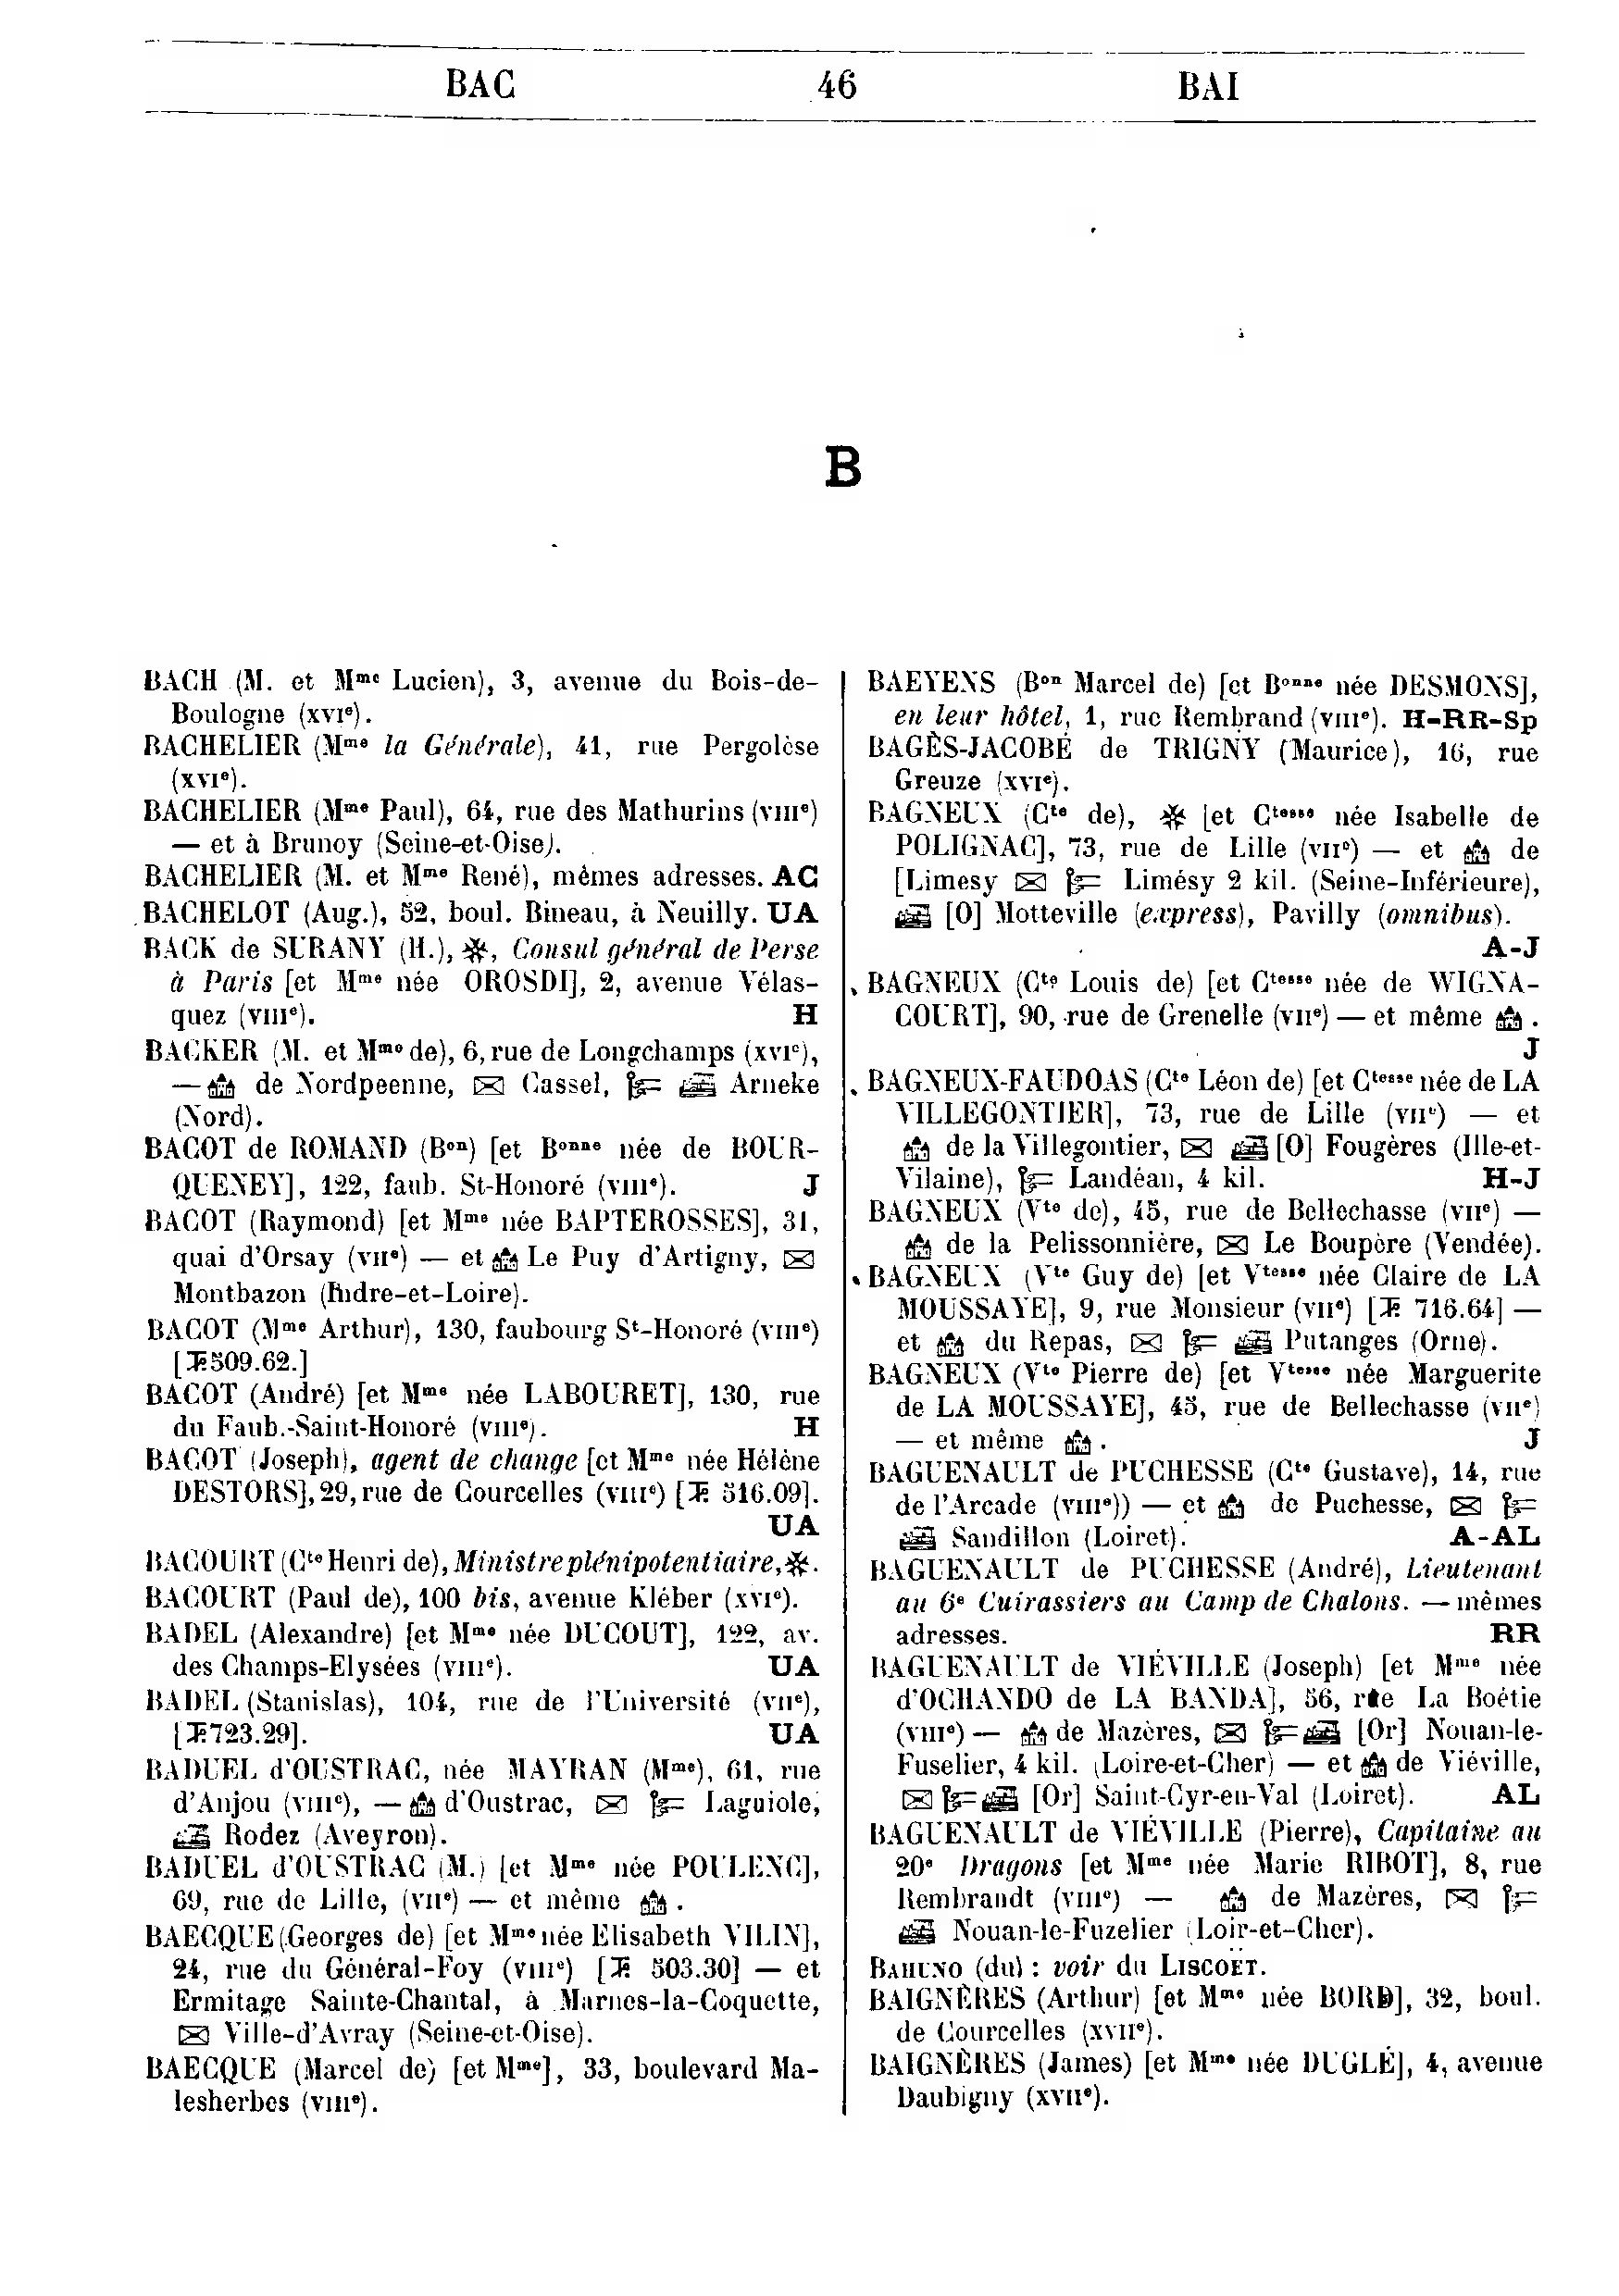 BAC 46 BAI
B
BACH (M. et Mme Lucien), 3, avenue du Bois-de-
Boulogne (XVIe).
BACHELIER (Mme la Générale), 41, rue Pergolèse
(XVIe).
BACHELIER (Mme Paul), 64, rue des Mathurins (VIIIe)
— et à Brunoy (Seine-et-Oise).
BACHELIER (M. et Mme René), mêmes adresses. AC
BACHELOT (Aug.), 52, boul. Bineau, à Neuilly. UA
BACK de SURANY (H.), ✻, Consul général de Perse
à Paris [et Mme née OROSDI], 2, avenue Vélas-
quez (VIIIe). H
BACKER (M. et Mme de), 6, rue de Longchamps (XVIe),
— de Nordpeenne, ✉ Cassel, Arneke
(Nord).
BACOT de ROMAND (Bon) [et Bonne née de BOUR-
QUENEY], 122, faub. St-Honoré (VIIIe). J
BACOT (Raymond) [et Mme née BAPTEROSSES], 31,
quai d'Orsay (VIIe) — et Le Puy d'Artigny, ✉
Montbazon (Indre-et-Loire).
BACOT (Mme Arthur), 130, faubourg St-Honoré (VIIIe)
[T. 509.62.]
BACOT (André) [et Mme née LABOURET], 130, rue
du Faub.-Saint-Honoré (VIIIe). H
BACOT (Joseph), agent de change [et Mme née Hélène
DESTORS], 29, rue de Courcelles (VIIIe) [T. 516.09].
UA
BACOURT (Cte Henri de), Ministre plénipotentiaire, ✻.
BACOURT (Paul de), 100 bis, avenue Kléber (XVIe).
BADEL (Alexandre) [et Mme née DUCOUT], 122, av.
des Champs-Elysées (VIIIe). UA
BADEL (Stanislas), 104, rue de l'Université (VIIe),
[T. 723.29]. UA
BADUEL d'OUSTRAC, née MAYRAN (Mme), 61, rue
d'Anjou (VIIIe), — d'Oustrac, ✉ Laguiole,
Rodez (Aveyron).
BADUEL d'OUSTRAC (M.) [et Mme née POULENC],
69, rue de Lille, (VIIe) — et même .
BAECQUE (Georges de) [et Mme née Elisabeth VILIN],
24, rue du Général-Foy (VIIIe) [T. 503.30] — et
Ermitage Sainte-Chantal, à Marnes-la-Coquette,
✉ Ville-d'Avray (Seine-et-Oise).
BAECQUE (Marcel de) [et Mme], 33, boulevard Ma-
lesherbes (VIIIe).
BAEYENS (Bon Marcel de) [et Bonne née DESMONS],
en leur hôtel, 1, rue Rembrand (VIIIe). H-RR-Sp
BAGÈS-JACOBÉ de TRIGNY (Maurice), 16, rue
Greuze (XVIe).
BAGNEUX (Cte de), ✻ [et Ctesse née Isabelle de
POLIGNAC], 73, rue de Lille (VIIe) — et de
[Limesy ✉ Limésy 2 kil. (Seine-Inférieure),
[O] Motteville (express), Pavilly (omnibus).
A-J
BAGNEUX (Cte Louis de) [et Ctesse née de WIGNA-
COURT], 90, rue de Grenelle (VIIe) — et même .
J
BAGNEUX-FAUDOAS (Cte Léon de) [et Ctesse née de LA
VILLEGONTIER], 73, rue de Lille (VIIe) — et
de la Villegontier, ✉ [O] Fougères (Ille-et-
Vilaine), Landéan, 4 kil. H-J
BAGNEUX (Vte de), 45, rue de Bellechasse (VIIe) —
de la Pelissonnière, ✉ Le Boupère (Vendée).
BAGNEUX (Vte Guy de) [et Vtesse née Claire de LA
MOUSSAYE], 9, rue Monsieur (VIIe) [T. 716.64] —
et du Repas, ✉ Putanges (Orne).
BAGNEUX (Vte Pierre de) [et Vtesse née Marguerite
de LA MOUSSAYE], 45, rue de Bellechasse (VIIe)
— et même . J
BAGUENAULT de PUCHESSE (Cte Gustave), 14, rue
de l'Arcade (VIIIe)) — et de Puchesse, ✉
Sandillon (Loiret). A-AL
BAGUENAULT de PUCHESSE (André), Lieutenant
au 6e Cuirassiers au Camp de Chalons. — mêmes
adresses. RR
BAGUENAULT de VIÉVILLE (Joseph) [et Mme née
d'OCHANDO de LA BANDA], 56, rue La Boétie
(VIIIe) — de Mazères, ✉ [Or] Nouan-le-
Fuselier, 4 kil. (Loire-et-Cher) — et de Viéville,
✉ [Or] Saint-Cyr-en-Val (Loiret). AL
BAGUENAULT de VIÉVILLE (Pierre), Capitaine au
20e Dragons [et Mme née Marie RIBOT], 8, rue
Rembrandt (VIIIe) — de Mazères, ✉
Nouan-le-Fuzelier (Loir-et-Cher).
BAHUNO (du) : voir du LISCOËT.
BAIGNÈRES (Arthur) [et Mme née BORD], 32, boul.
de Courcelles (XVIIe).
BAIGNÈRES (James) [et Mme née DUGLÉ], 4, avenue
Daubigny (XVIIe).